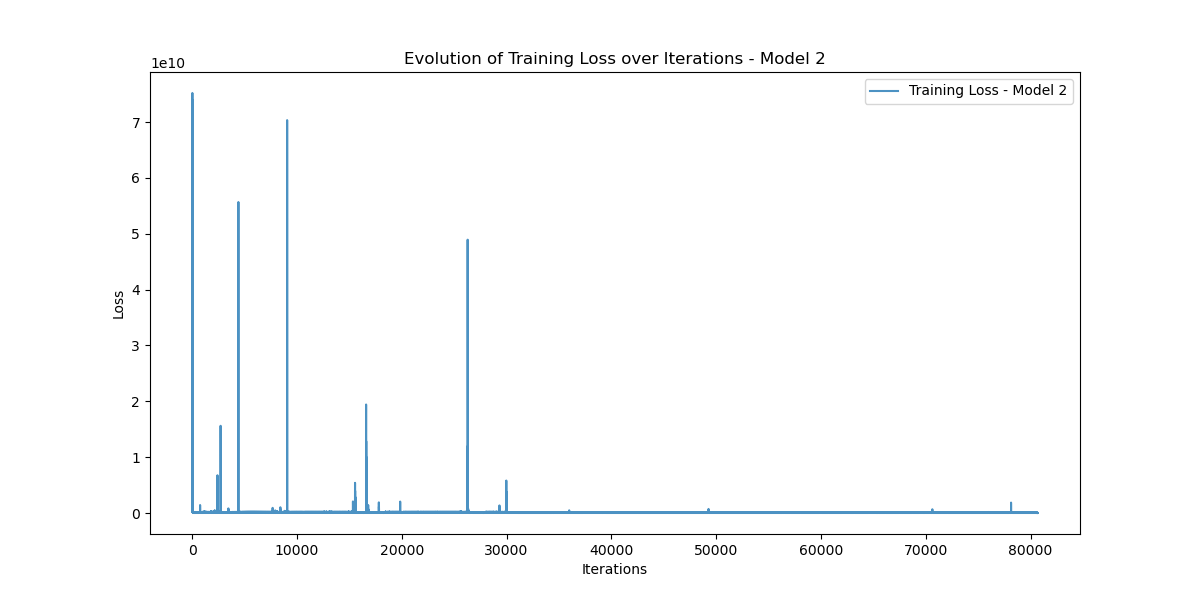 Evolution of Training Loss over Iterations - Model 2
1e10
Training Loss - Model 2
7
6
5
4
3
2
1
0
Loss
0 10000 20000 30000 40000 50000 60000 70000 80000
Iterations